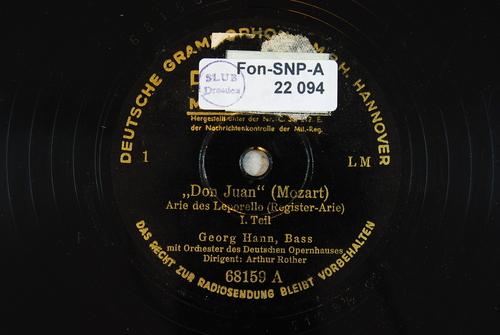 DEUTSCHE GRAMMOPHON HANNOVER
SLUB
Dresden
Fon-SNP-A
22 094
Hergestellt unter der
der Nachrichtenkontrolle der Mil.-Reg.
1
LM
„Don Juan“ (Mozart)
Arie des Leporello (Register-Arie)
I. Teil
Georg Hann, Bass
mit Orchester des Deutschen Opernhauses
Dirigent: Arthur Rother
68159 A
DAS RECHT ZUR RADIOSENDUNG BLEIBT VORBEHALTEN